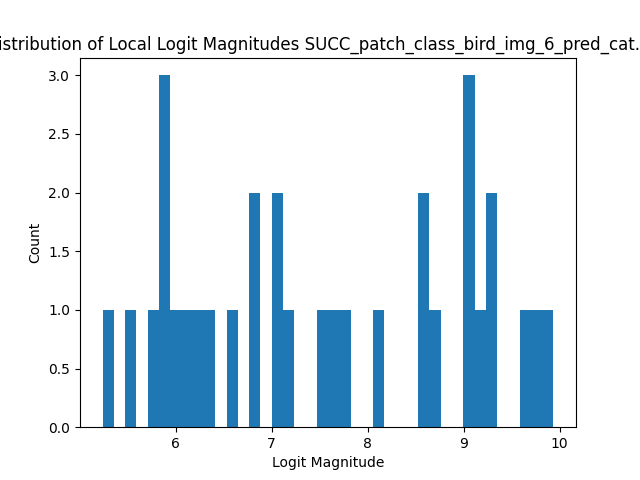 istribution of Local Logit Magnitudes SUCC_patch_class_bird_img_6_pred_cat.
3.0
2.5
2.0
1.5
1.0
0.5
0.0
Count
6 7 8 9 10
Logit Magnitude